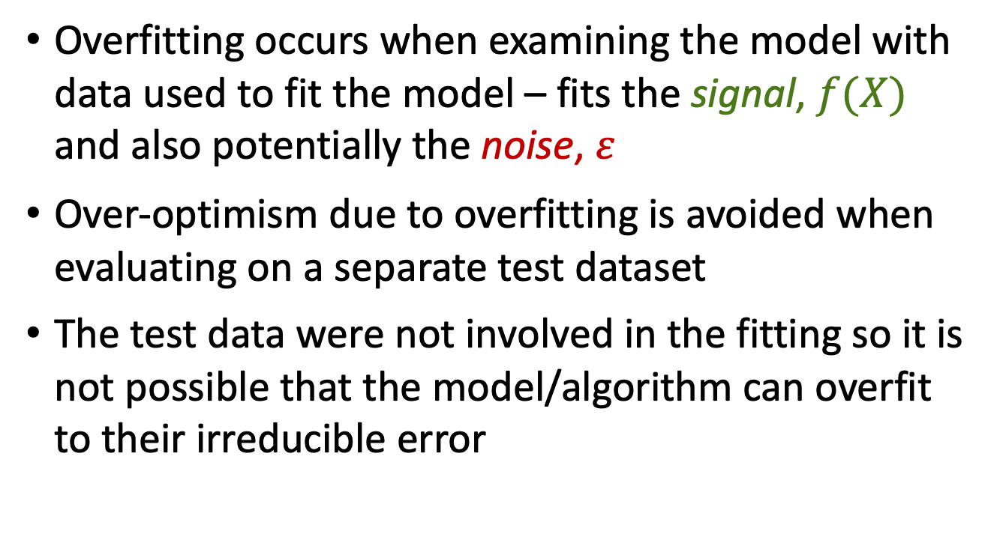 • Overfitting occurs when examining the model with
data used to fit the model – fits the signal, f(X)
and also potentially the noise, ε
• Over-optimism due to overfitting is avoided when
evaluating on a separate test dataset
• The test data were not involved in the fitting so it is
not possible that the model/algorithm can overfit
to their irreducible error